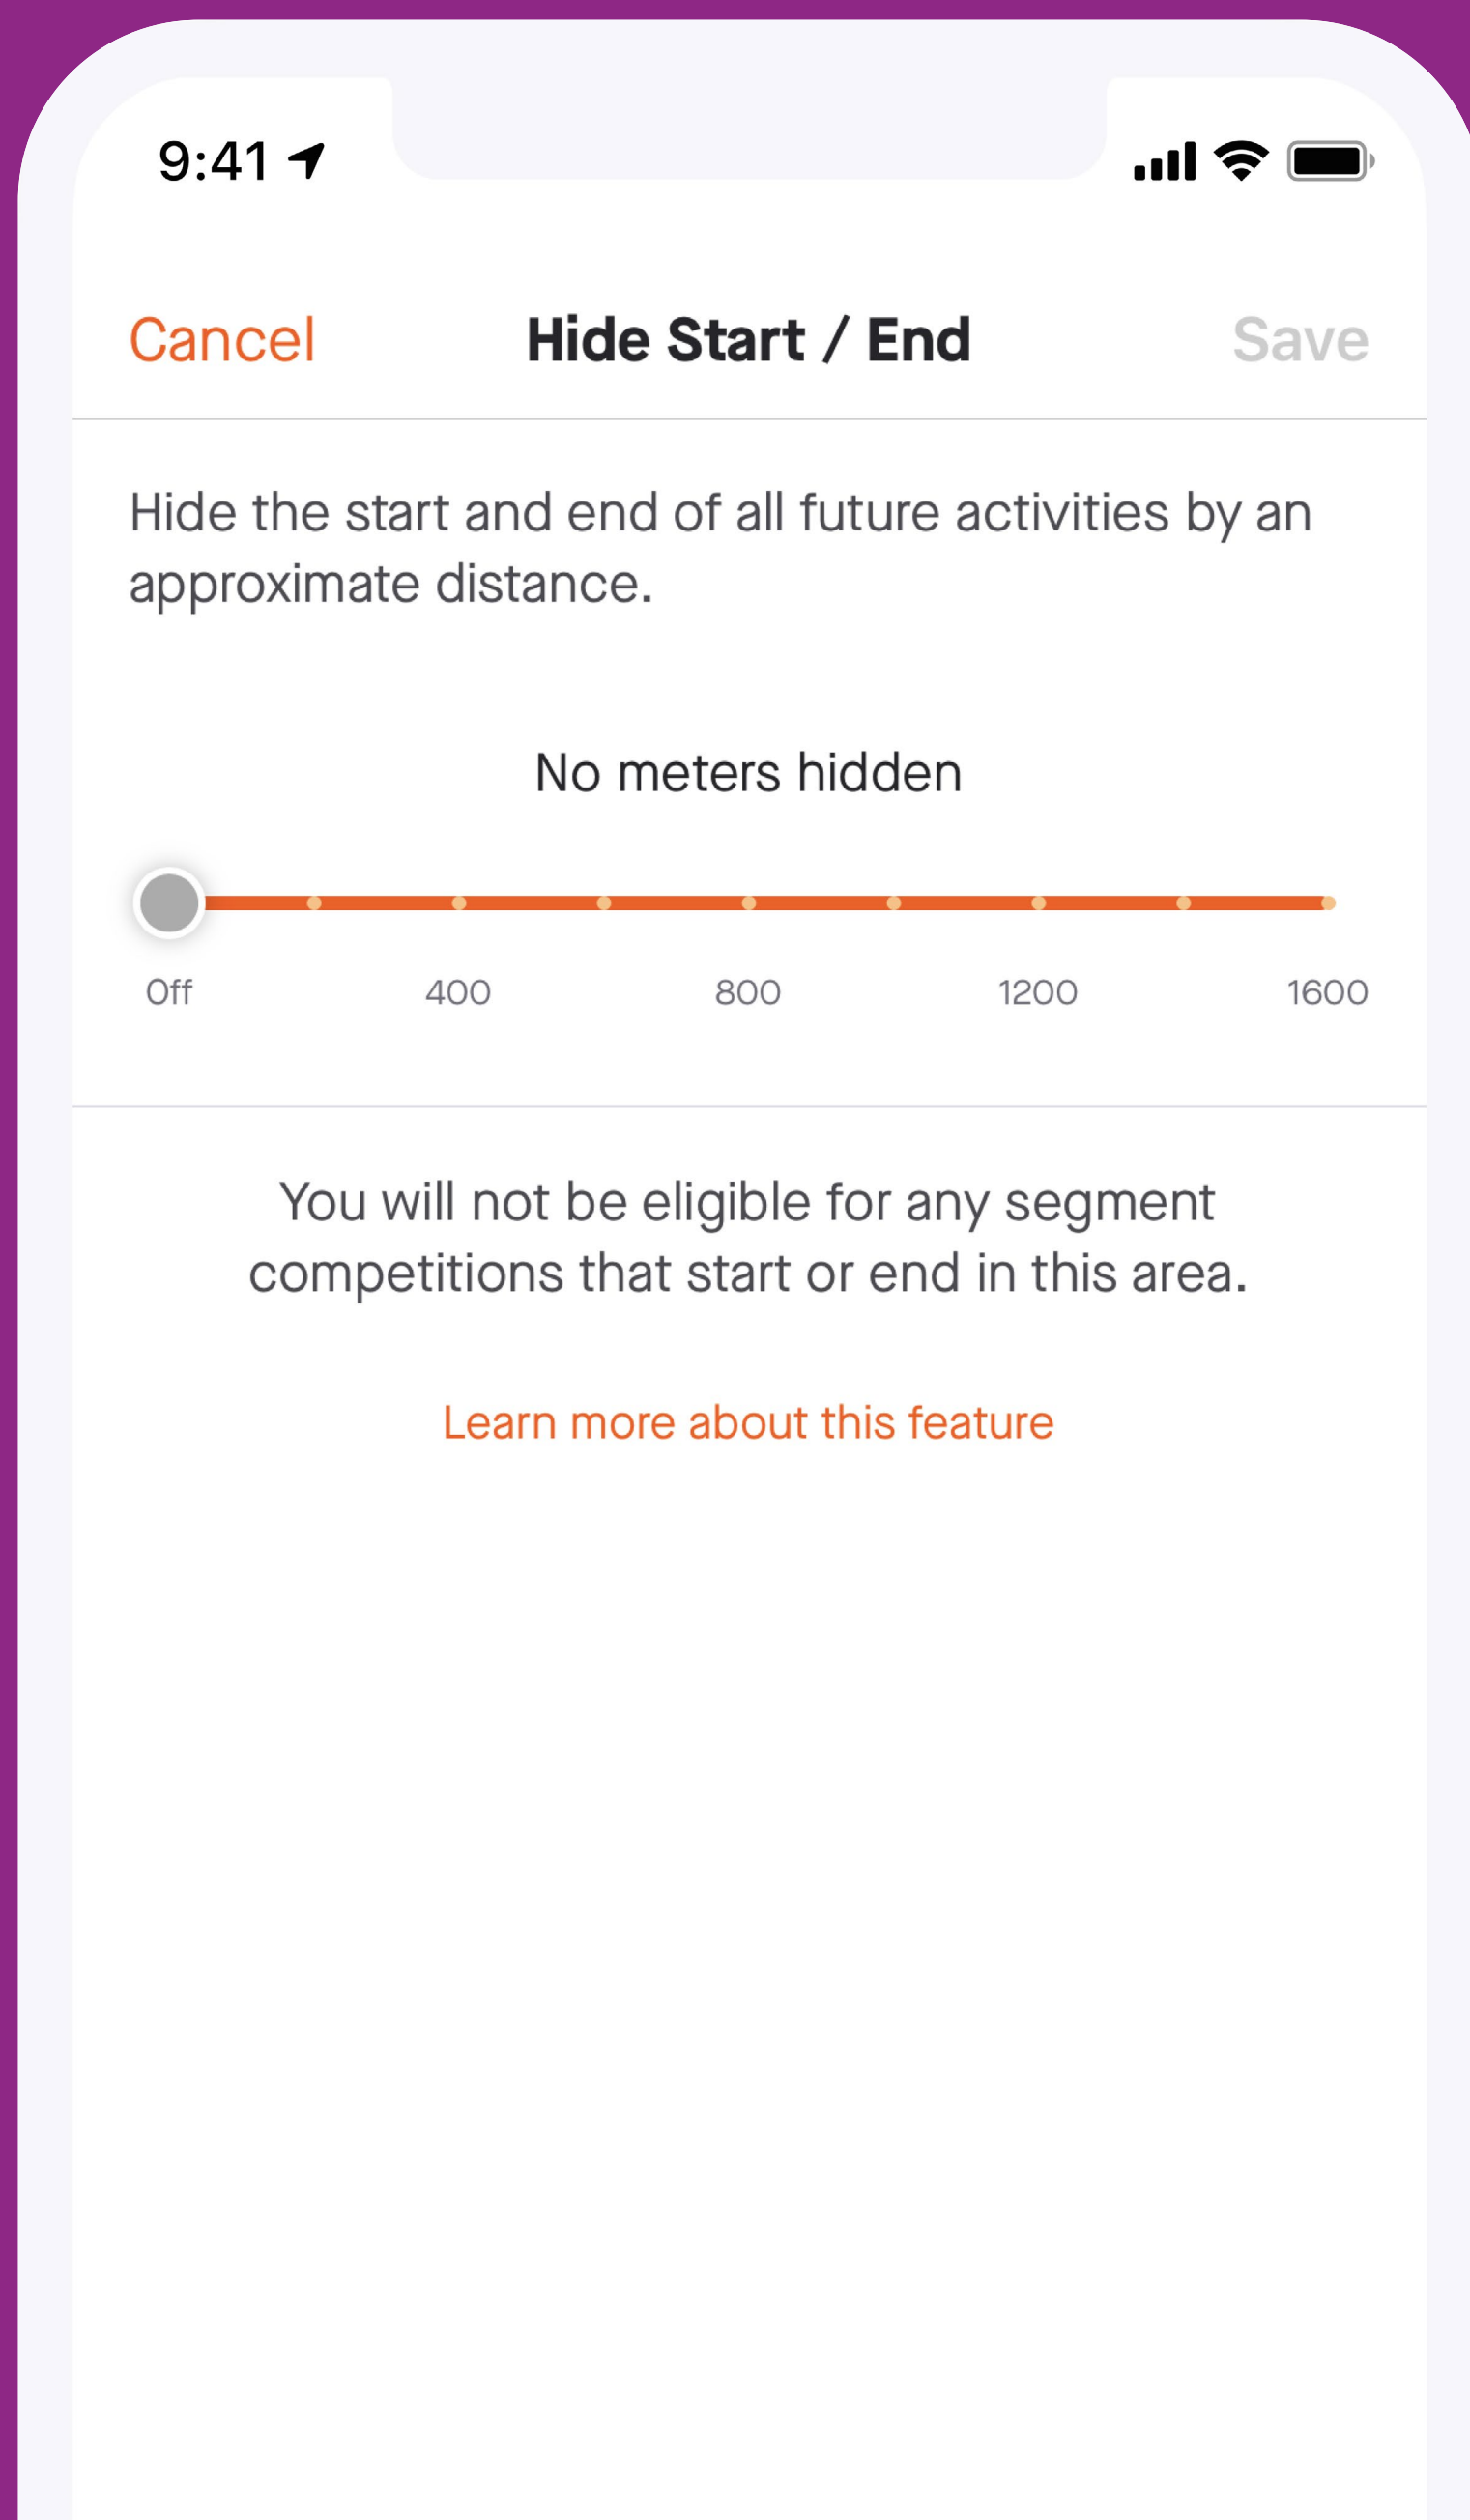 9:41
Cancel Hide Start / End Save
Hide the start and end of all future activities by an
approximate distance.
No meters hidden
Off 400 800 1200 1600
You will not be eligible for any segment
competitions that start or end in this area.
Learn more about this feature